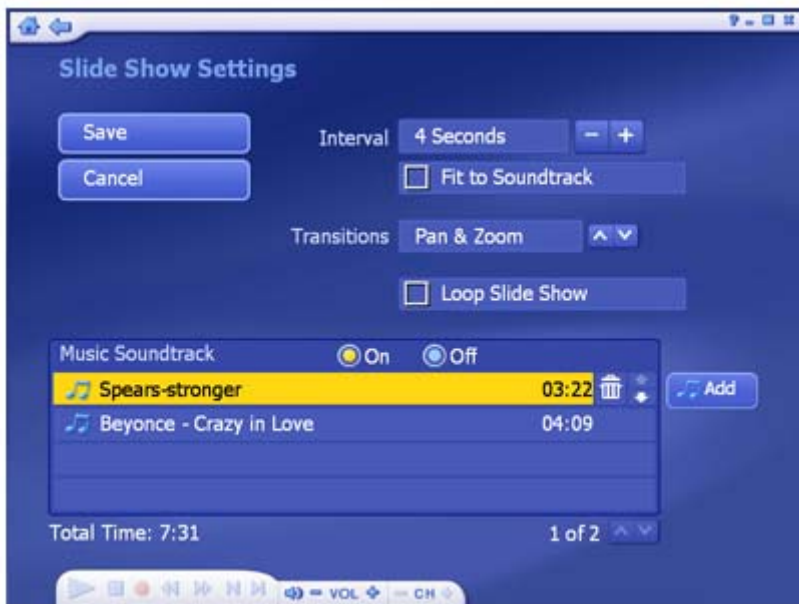 Slide Show Settings
Save
Cancel
Interval 4 Seconds - +
Fit to Soundtrack
Transitions Pan & Zoom
Loop Slide Show
Music Soundtrack On Off
Spears-stronger 03:22
Add
Beyonce - Crazy in Love 04:09
Total Time: 7:31 1 of 2
VOL CH